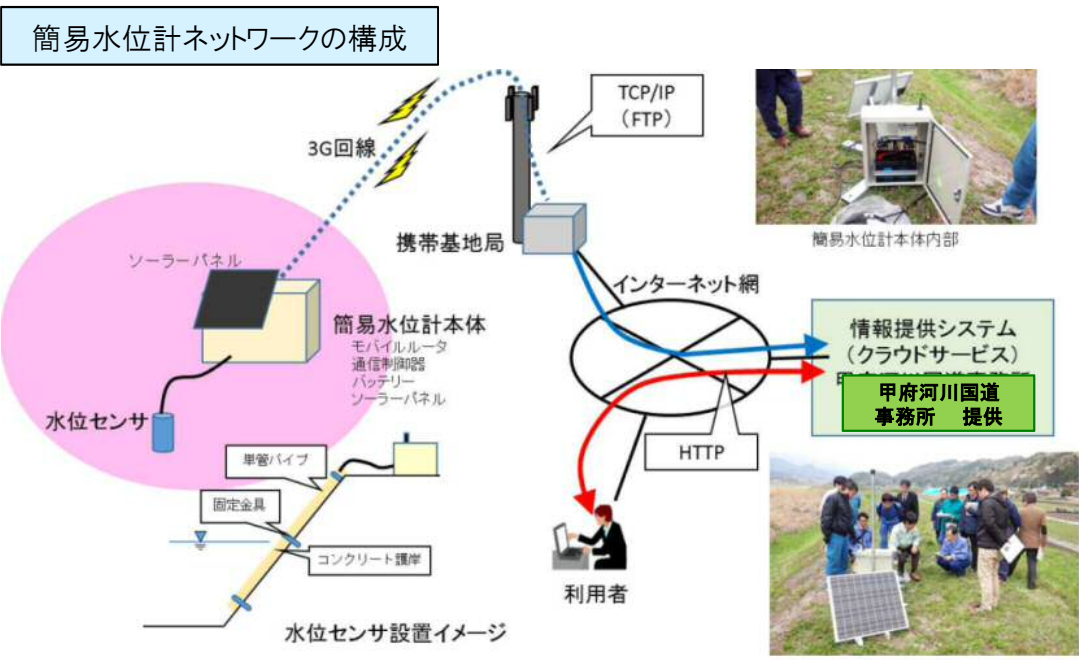 簡易水位計ネットワークの構成
TCP/IP
（FTP）
3G回線
携帯基地局
簡易水位計本体内部
ソーラーパネル
インターネット網
簡易水位計本体
モバイルルータ
通信制御器
バッテリー
ソーラーパネル
情報提供システム
（クラウドサービス）
甲府河川国道
事務所 提供
水位センサ
HTTP
単管パイプ
固定金具
コンクリート護岸
利用者
水位センサ設置イメージ